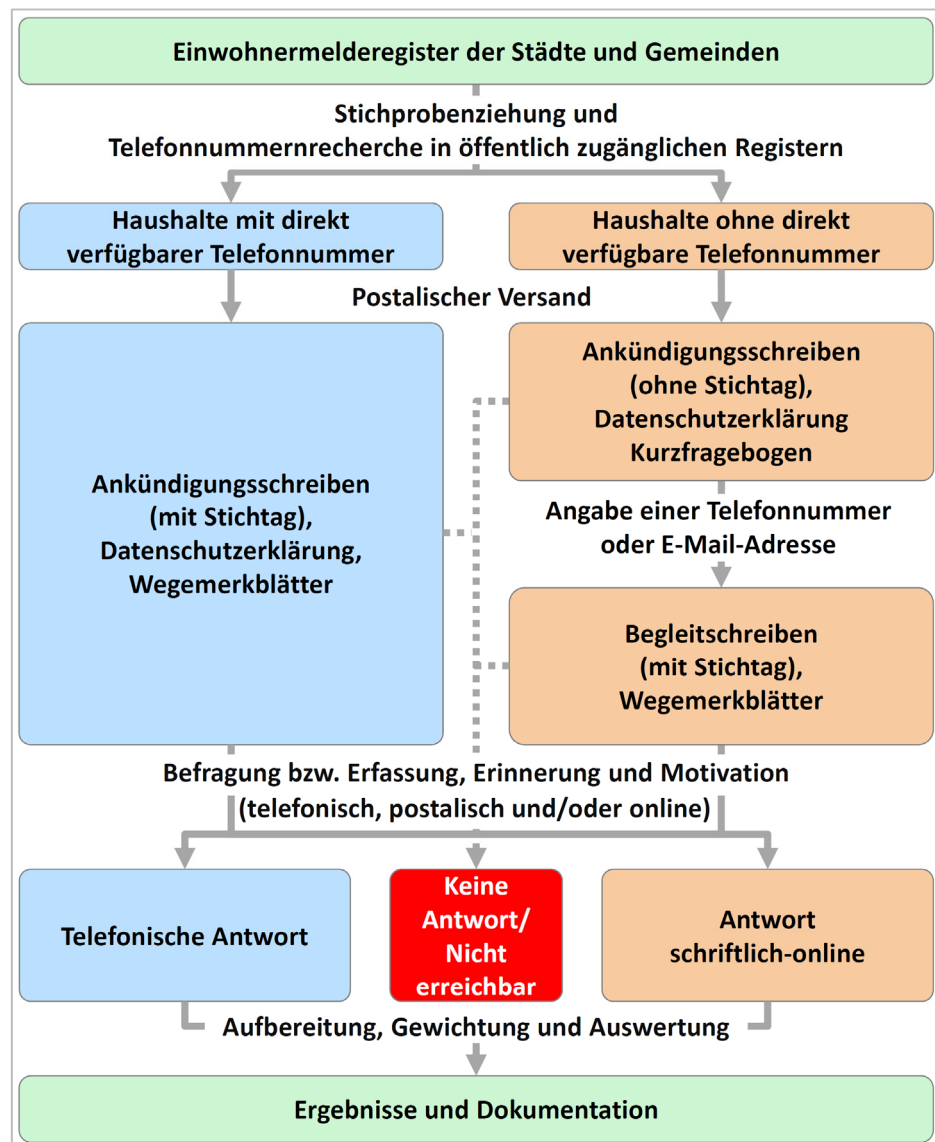 Einwohnermelderegister der Städte und Gemeinden
Stichprobenziehung und
Telefonnummernrecherche in öffentlich zugänglichen Registern
Haushalte mit direkt
verfügbarer Telefonnummer
Haushalte ohne direkt
verfügbare Telefonnummer
Postalischer Versand
Ankündigungsschreiben
(mit Stichtag),
Datenschutzerklärung,
Wegemerkblätter
Ankündigungsschreiben
(ohne Stichtag),
Datenschutzerklärung
Kurzfragebogen
Angabe einer Telefonnummer
oder E-Mail-Adresse
Begleitschreiben
(mit Stichtag),
Wegemerkblätter
Befragung bzw. Erfassung, Erinnerung und Motivation
(telefonisch, postalisch und/oder online)
Telefonische Antwort
Keine
Antwort/
Nicht
erreichbar
Antwort
schriftlich-online
Aufbereitung, Gewichtung und Auswertung
Ergebnisse und Dokumentation